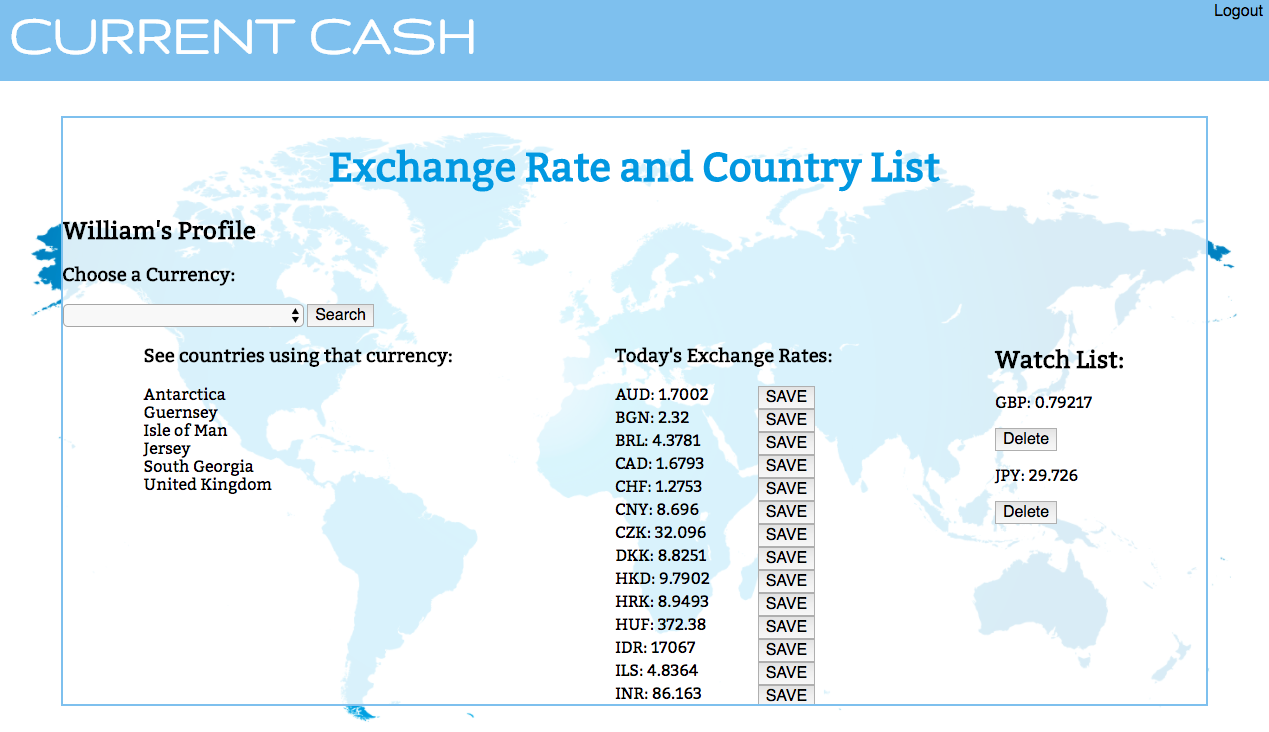 CURRENT CASH
Logout
Exchange Rate and Country List
William's Profile
Choose a Currency:
Search
See countries using that currency:
Antarctica
Guernsey
Isle of Man
Jersey
South Georgia
United Kingdom
Today's Exchange Rates:
AUD: 1.7002 SAVE
BGN: 2.32 SAVE
BRL: 4.3781 SAVE
CAD: 1.6793 SAVE
CHF: 1.2753 SAVE
CNY: 8.696 SAVE
CZK: 32.096 SAVE
DKK: 8.8251 SAVE
HKD: 9.7902 SAVE
HRK: 8.9493 SAVE
HUF: 372.38 SAVE
IDR: 17067 SAVE
ILS: 4.8364 SAVE
INR: 86.163 SAVE
Watch List:
GBP: 0.79217
Delete
JPY: 29.726
Delete